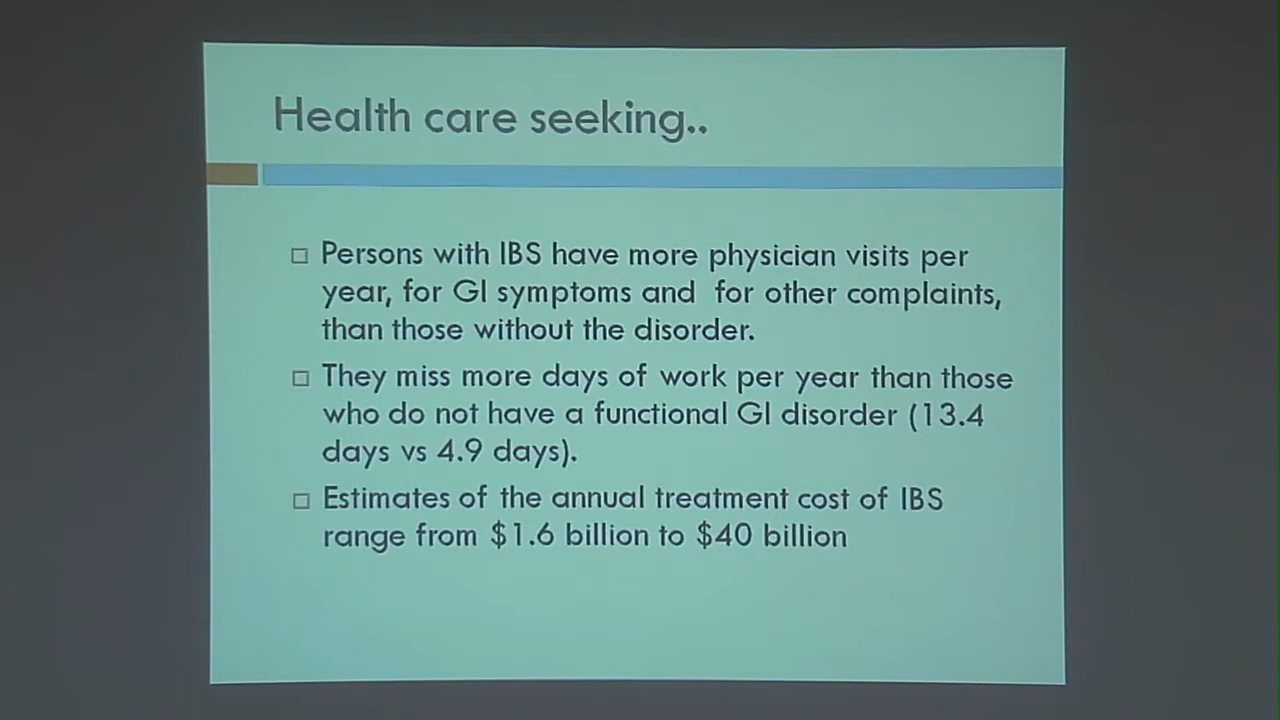 Health care seeking..
Persons with IBS have more physician visits per
year, for GI symptoms and for other complaints,
than those without the disorder.
They miss more days of work per year than those
who do not have a functional GI disorder (13.4
days vs 4.9 days).
Estimates of the annual treatment cost of IBS
range from $1.6 billion to $40 billion